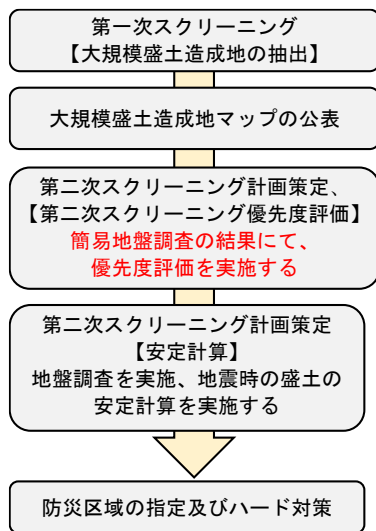 第一次スクリーニング
【大規模盛土造成地の抽出】
大規模盛土造成地マップの公表
第二次スクリーニング計画策定、
【第二次スクリーニング優先度評価】
簡易地盤調査の結果にて、
優先度評価を実施する
第二次スクリーニング計画策定
【安定計算】
地盤調査を実施、地震時の盛土の
安定計算を実施する
防災区域の指定及びハード対策